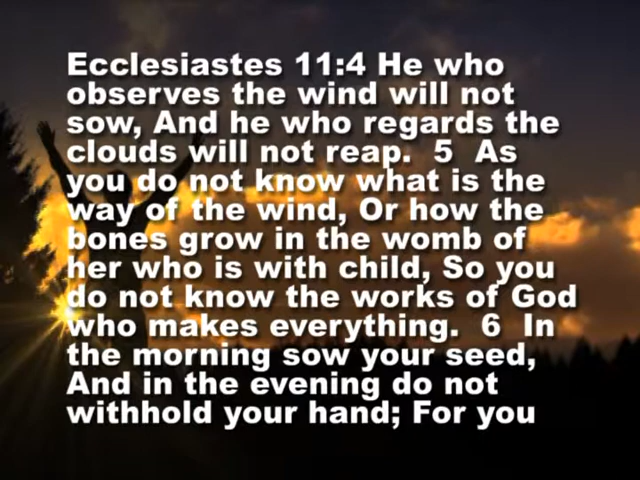 Ecclesiastes 11:4 He who
observes the wind will not
sow, And he who regards the
clouds will not reap.  5  As
you do not know what is the
way of the wind, Or how the
bones grow in the womb of
her who is with child, So you
do not know the works of God
who makes everything.  6  In
the morning sow your seed,
And in the evening do not
withhold your hand; For you